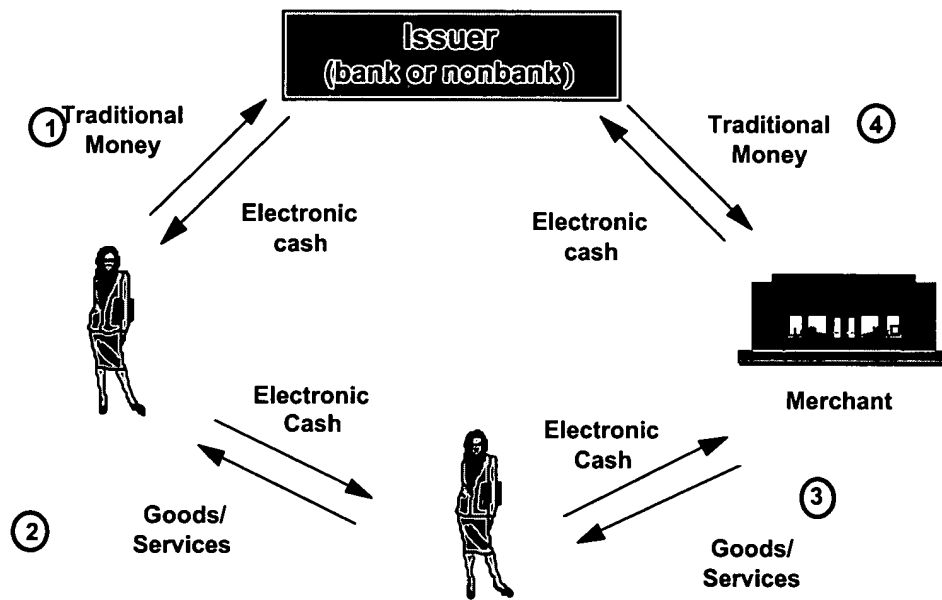 Issuer
(bank or nonbank)
1
Traditional
Money
Electronic
cash
Traditional
Money
4
Electronic
cash
Merchant
Electronic
Cash
Electronic
Cash
2
Goods/
Services
3
Goods/
Services